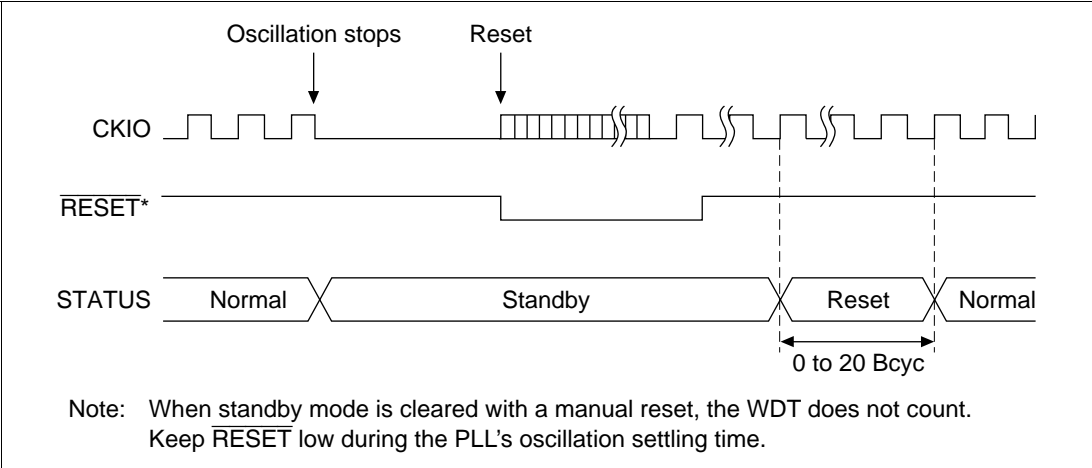 Oscillation stops Reset
CKIO
RESET*
STATUS Normal Standby Reset Normal
0 to 20 Bcyc
Note: When standby mode is cleared with a manual reset, the WDT does not count.
Keep RESET low during the PLL's oscillation settling time.